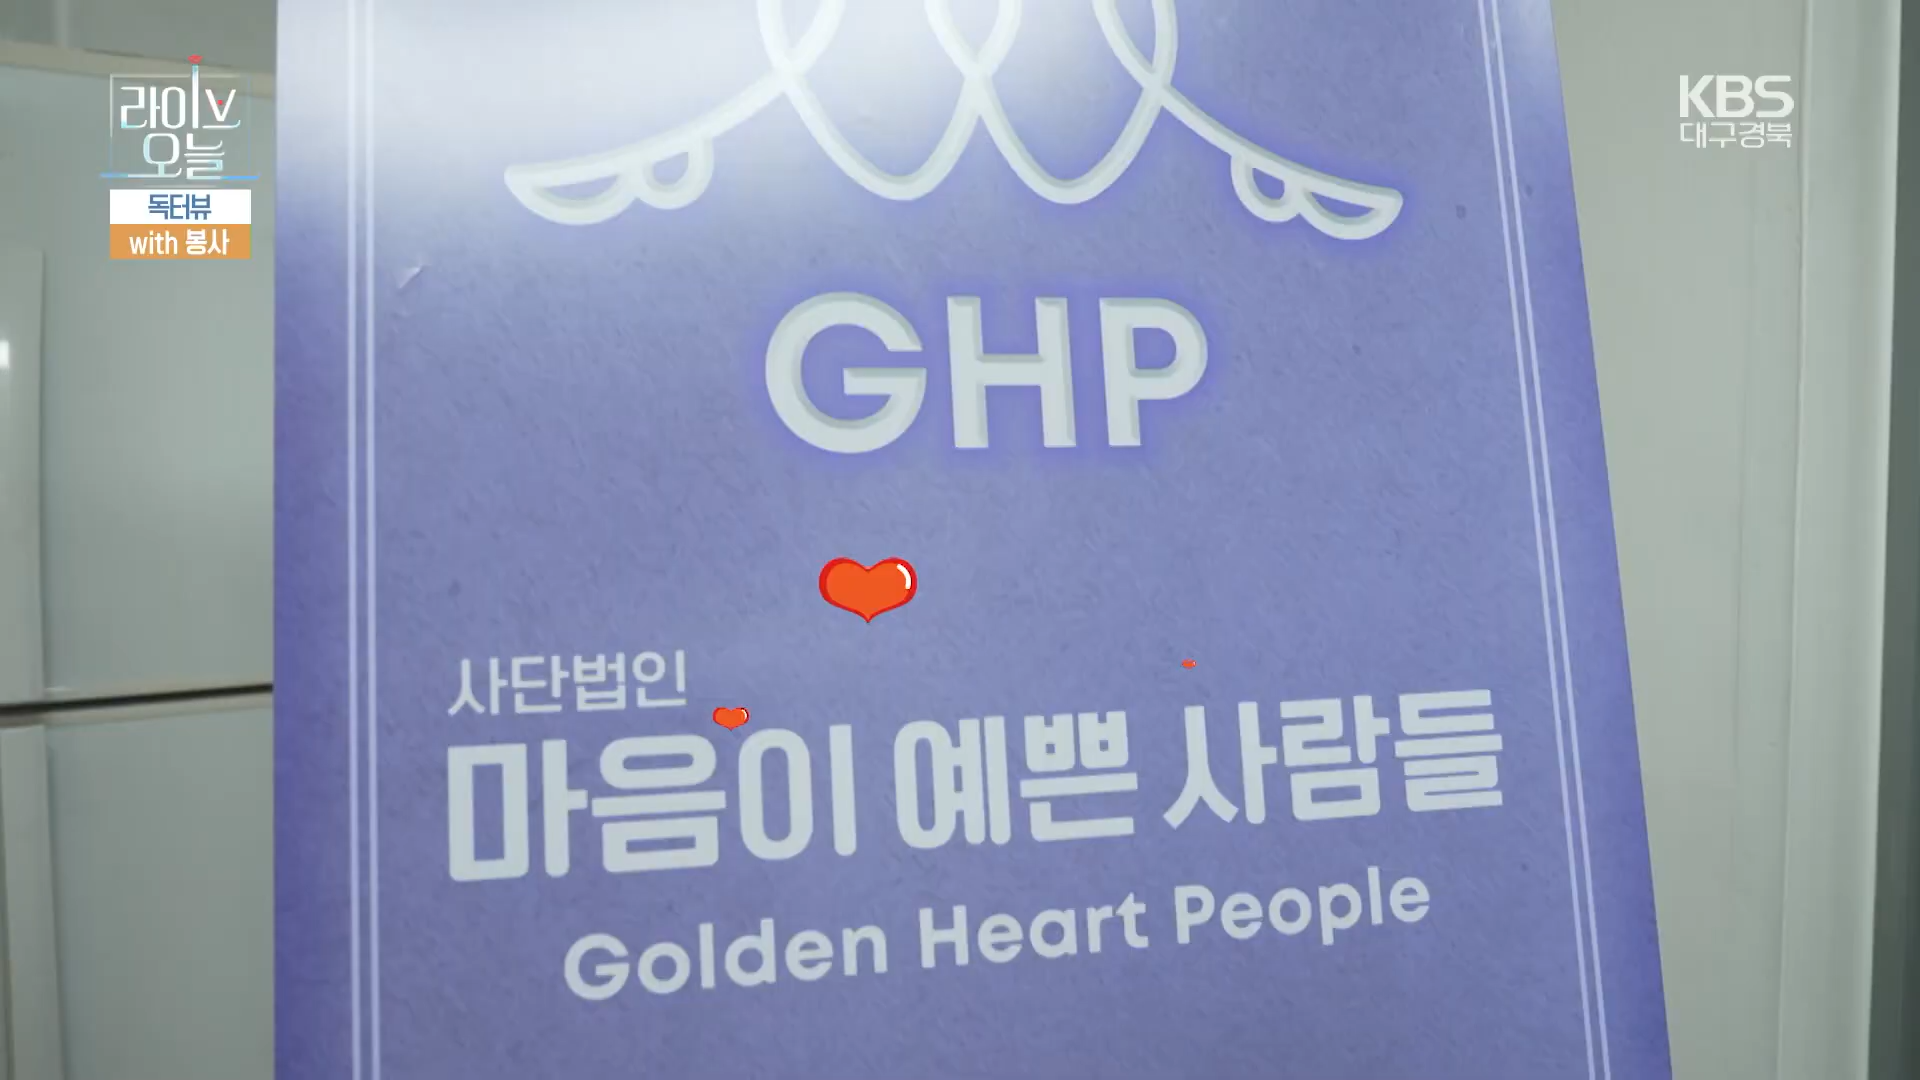 라이브
오늘
독터뷰
with 봉사
KBS
대구경북
GHP
사단법인
마음이 예쁜 사람들
Golden Heart People